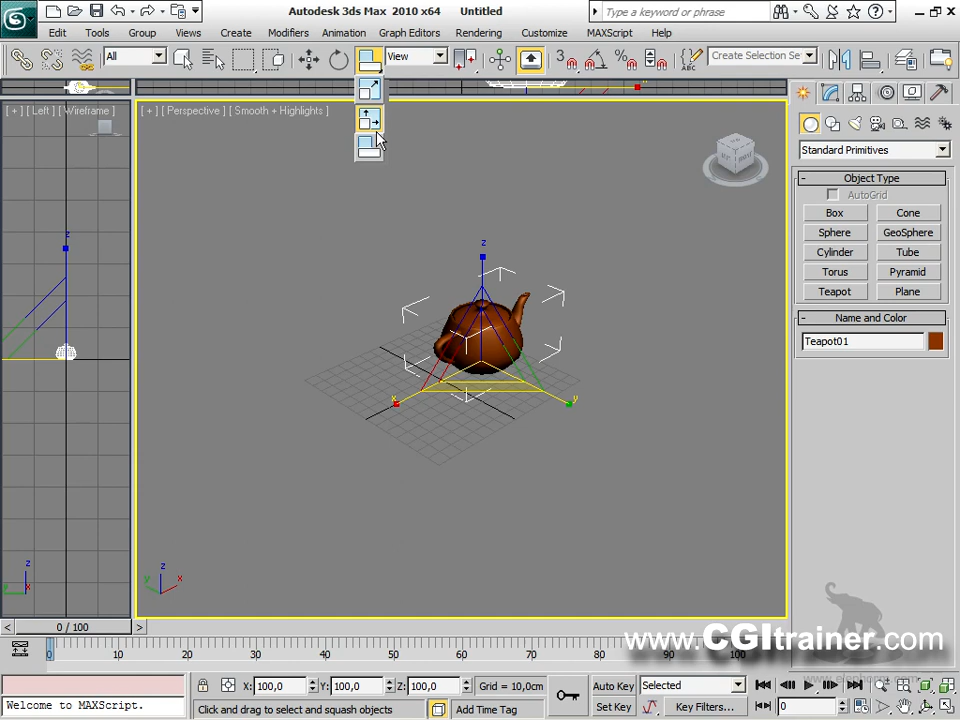 Autodesk 3ds Max 2010 x64 Untitled
Type a keyword or phrase
Edit Tools Group Views Create Modifiers Animation Graph Editors Rendering Customize MAXScript Help
All
View
3
ABC
Create Selection Se
[ + ] [ Left ] [ Wireframe ]
[ + ] [ Perspective ] [ Smooth + Highlights ]
Standard Primitives
- Object Type
AutoGrid
Box Cone
Sphere GeoSphere
Cylinder Tube
Torus Pyramid
Teapot Plane
- Name and Color
Teapot01
z
z
x
y
z
y x
z
y x
< 0 / 100 >
0 10 20 30 40 50 60 70 80 90 100
www.CGItrainer.com
X: 100,0 Y: 100,0 Z: 100,0 Grid = 10,0cm
Auto Key Selected
Welcome to MAXScript.
Click and drag to select and squash objects
Add Time Tag
Set Key Key Filters...
0